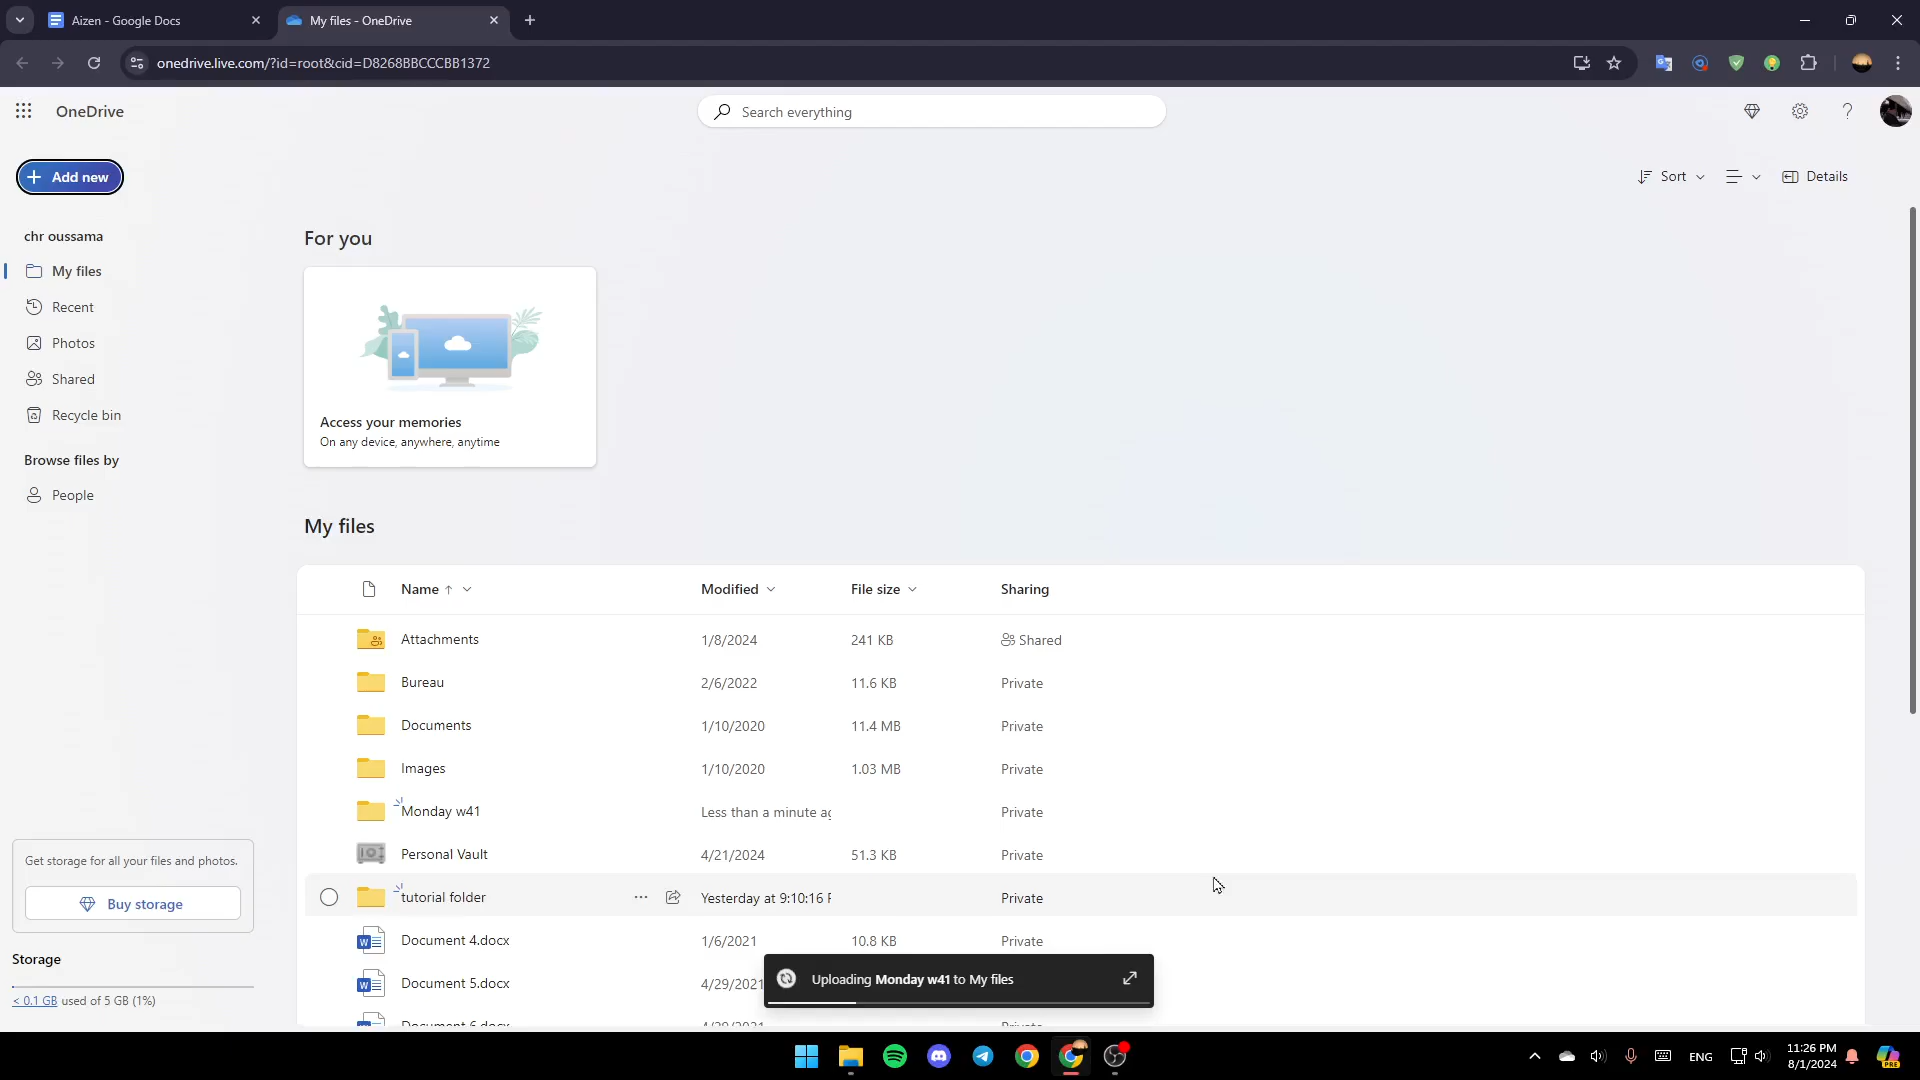 Aizen - Google Docs
My files - OneDrive
onedrive.live.com/?id=root&cid=D8268BBCCCBB1372
OneDrive
Search everything
Add new
Sort
Details
chr oussama
My files
Recent
Photos
Shared
Recycle bin
Browse files by
People
Get storage for all your files and photos.
Buy storage
Storage
< 0.1 GB used of 5 GB (1%)
For you
Access your memories
On any device, anywhere, anytime
My files
Name Modified File size Sharing
Attachments 1/8/2024 241 KB Shared
Bureau 2/6/2022 11.6 KB Private
Documents 1/10/2020 11.4 MB Private
Images 1/10/2020 1.03 MB Private
Monday w41 Less than a minute ag Private
Personal Vault 4/21/2024 51.3 KB Private
tutorial folder Yesterday at 9:10:16 P Private
Document 4.docx 1/6/2021 10.8 KB Private
Document 5.docx 4/29/2021
Document 6.docx 4/29/2021 Private
Uploading Monday w41 to My files
ENG
11:26 PM
8/1/2024
PRE